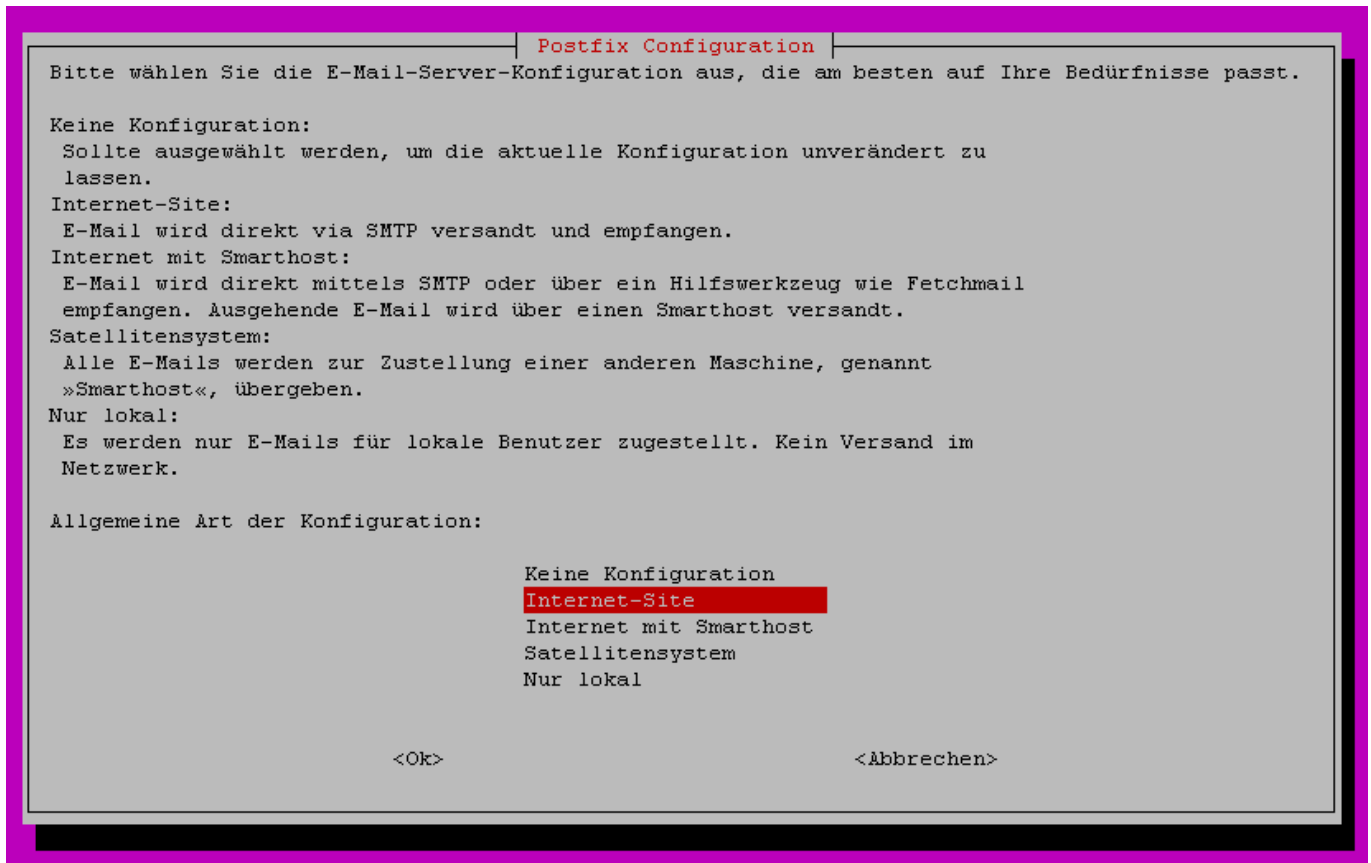 Postfix Configuration
Bitte wählen Sie die E-Mail-Server-Konfiguration aus, die am besten auf Ihre Bedürfnisse passt.
Keine Konfiguration:
Sollte ausgewählt werden, um die aktuelle Konfiguration unverändert zu
lassen.
Internet-Site:
E-Mail wird direkt via SMTP versandt und empfangen.
Internet mit Smarthost:
E-Mail wird direkt mittels SMTP oder über ein Hilfswerkzeug wie Fetchmail
empfangen. Ausgehende E-Mail wird über einen Smarthost versandt.
Satellitensystem:
Alle E-Mails werden zur Zustellung einer anderen Maschine, genannt
»Smarthost«, übergeben.
Nur lokal:
Es werden nur E-Mails für lokale Benutzer zugestellt. Kein Versand im
Netzwerk.
Allgemeine Art der Konfiguration:
Keine Konfiguration
Internet-Site
Internet mit Smarthost
Satellitensystem
Nur lokal
<Ok> <Abbrechen>